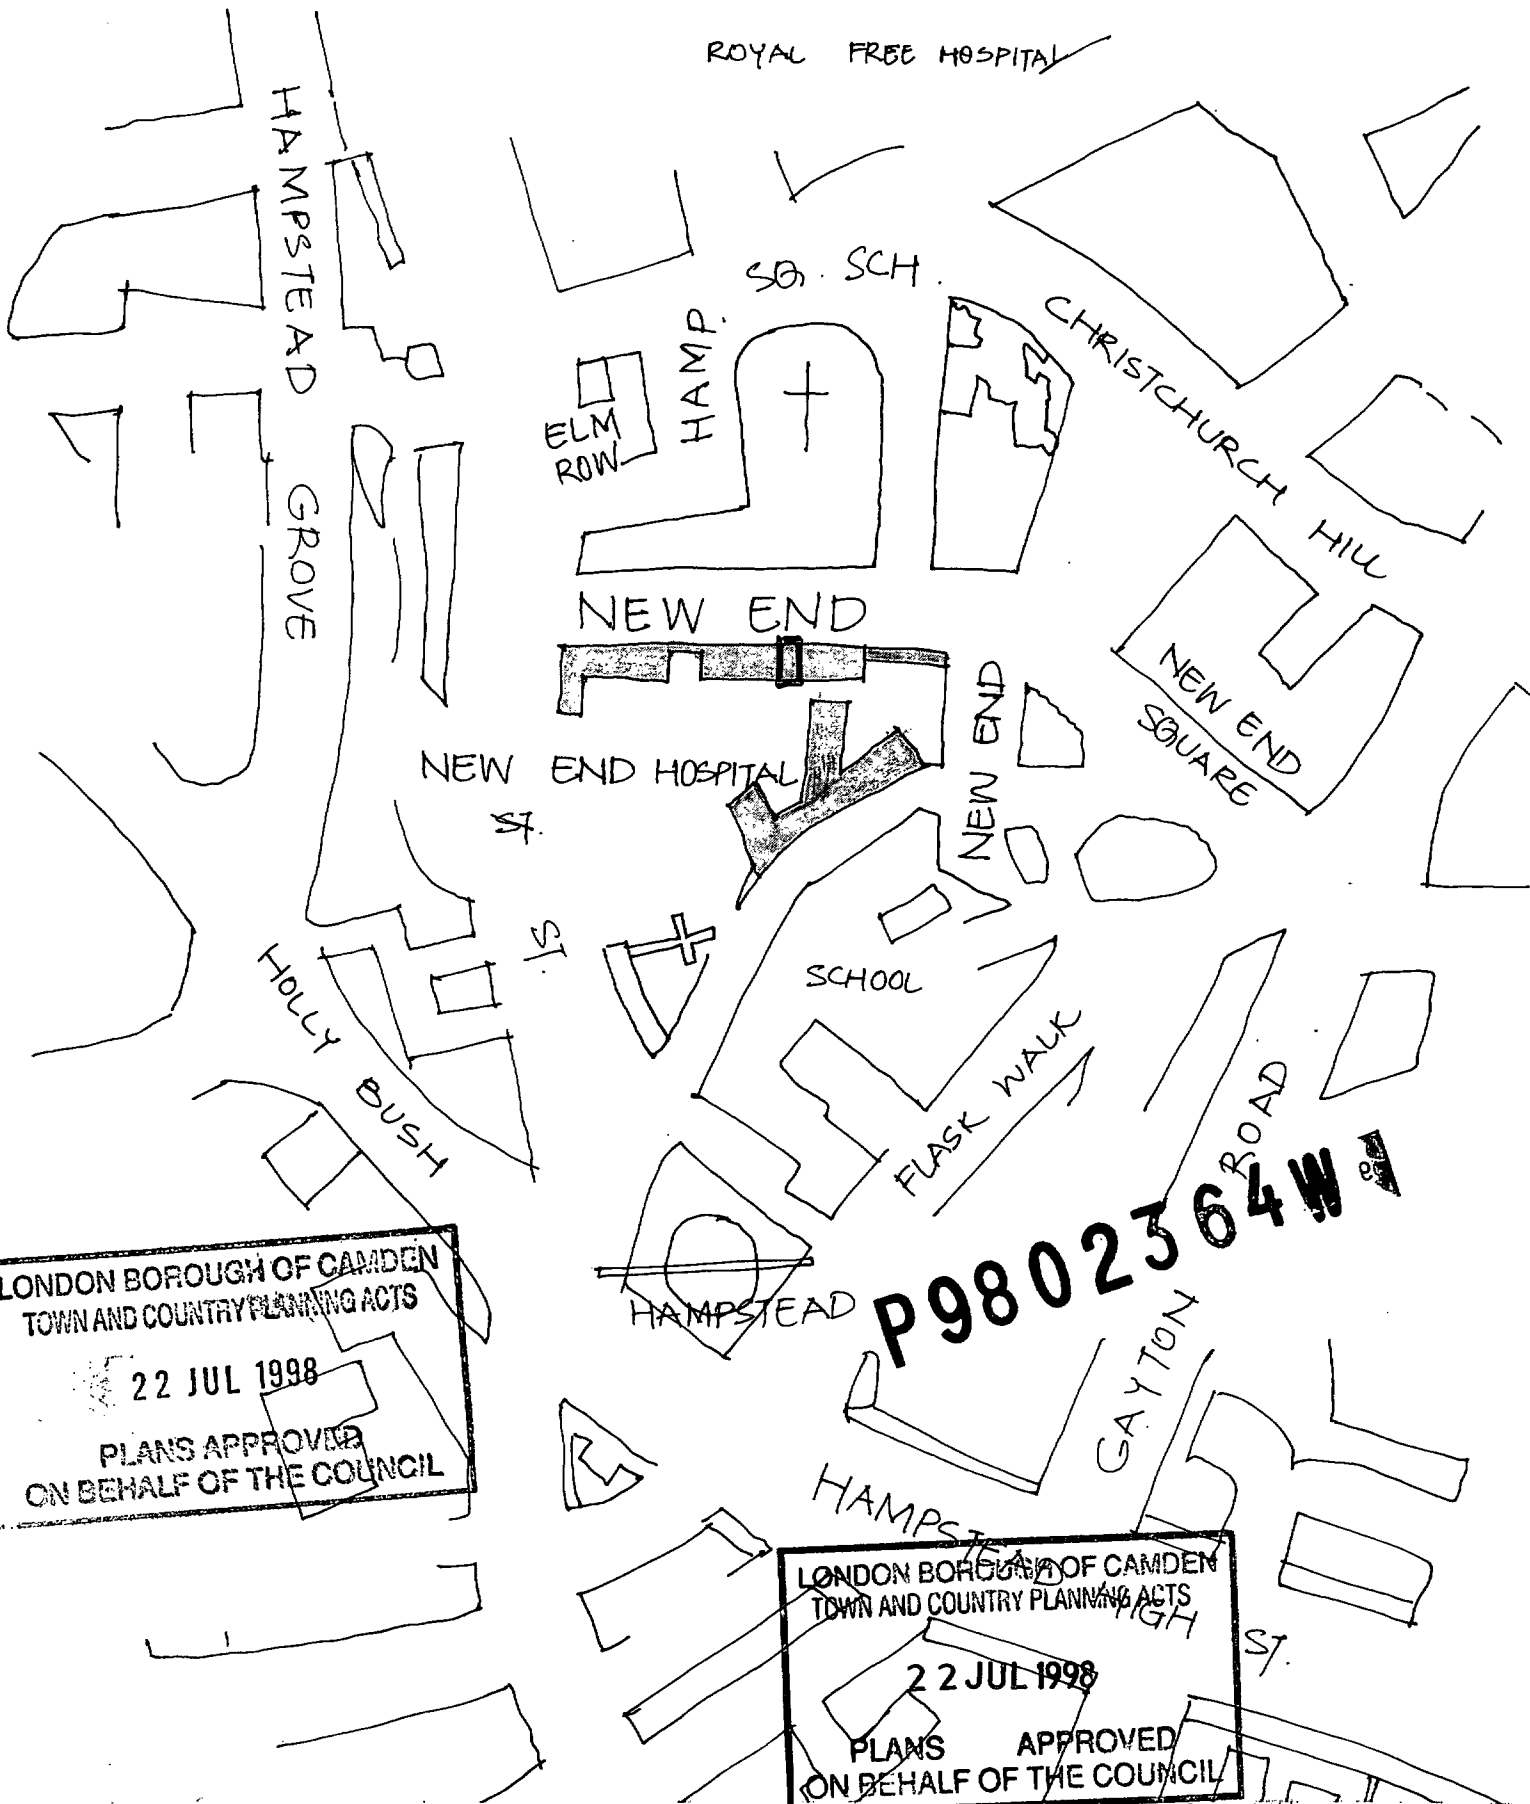 ROYAL FREE HOSPITAL
HAMPSTEAD
GROVE
SQ. SCH.
HAMP.
CHRISTCHURCH HILL
ELM
ROW
NEW END
NEW END
NEW END
SQUARE
NEW END HOSPITAL
ST.
ST.
SCHOOL
HOLLY
BUSH
FLASK WALK
GAYTON ROAD
P9802364W
HAMPSTEAD
HAMPSTEAD HIGH ST.
LONDON BOROUGH OF CAMDEN
TOWN AND COUNTRY PLANNING ACTS
22 JUL 1998
PLANS APPROVED
ON BEHALF OF THE COUNCIL
LONDON BOROUGH OF CAMDEN
TOWN AND COUNTRY PLANNING ACTS
22 JUL 1998
PLANS APPROVED
ON BEHALF OF THE COUNCIL